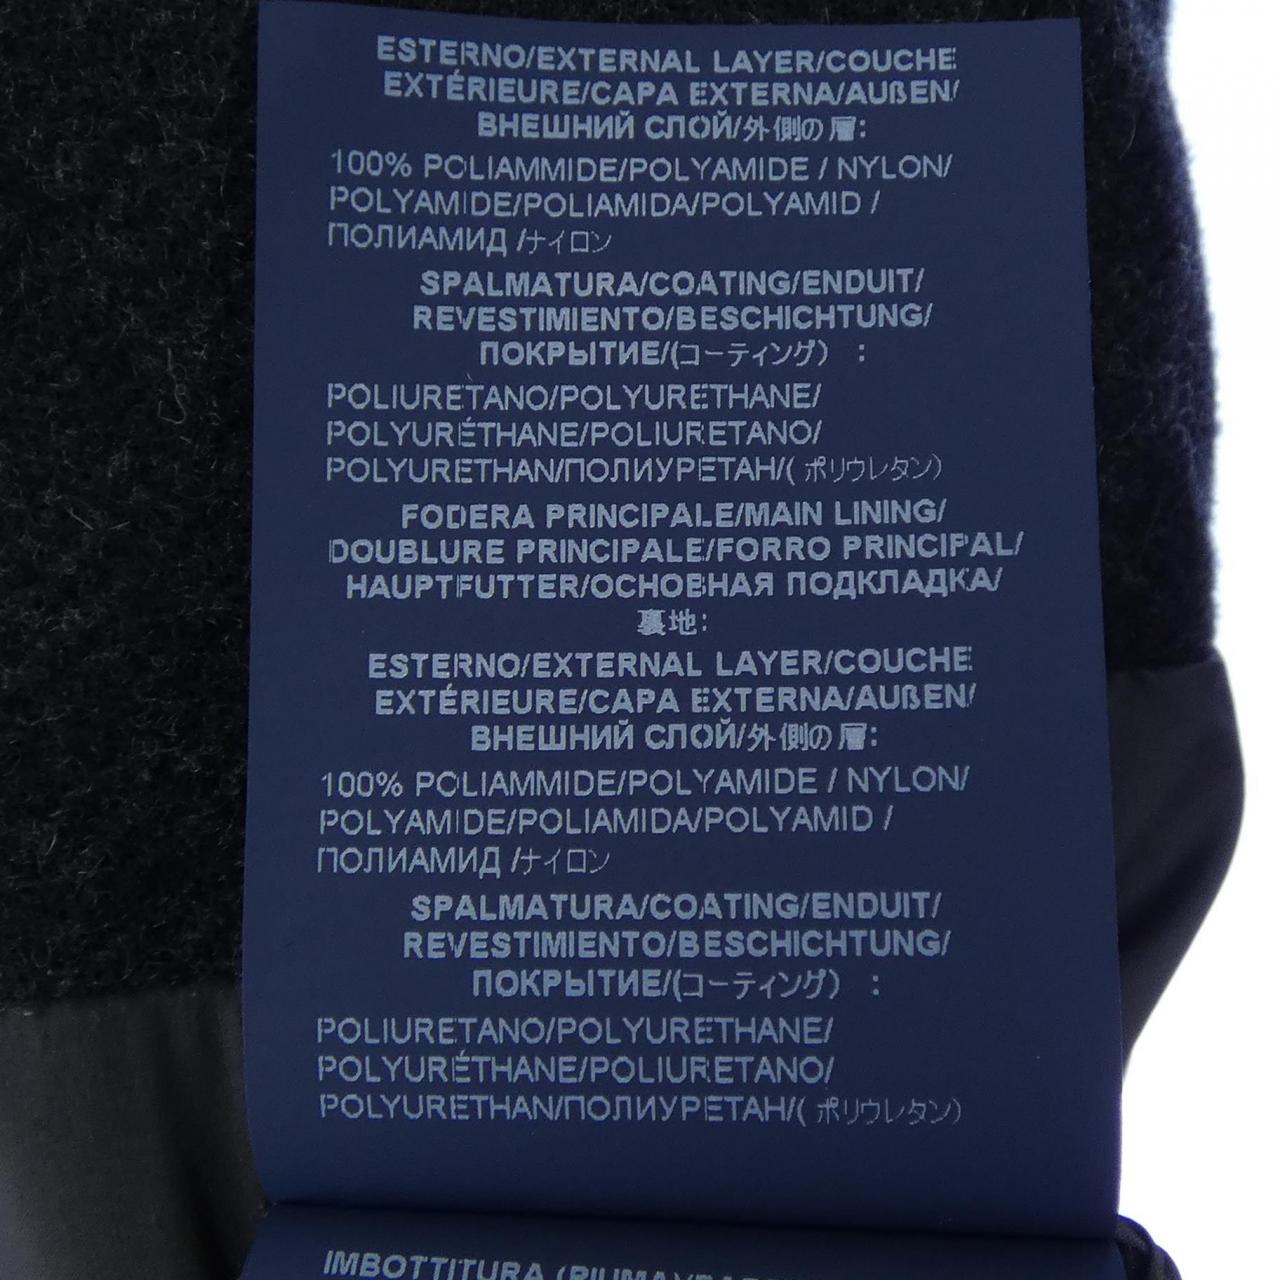 ESTERNO/EXTERNAL LAYER/COUCHE
EXTÉRIEURE/CAPA EXTERNA/AUßEN/
ВНЕШНИЙ СЛОЙ/外側の層:
100% POLIAMMIDE/POLYAMIDE / NYLON/
POLYAMIDE/POLIAMIDA/POLYAMID /
ПОЛИАМИД /ナイロン
SPALMATURA/COATING/ENDUIT/
REVESTIMIENTO/BESCHICHTUNG/
ПОКРЫТИЕ/(コーティング) :
POLIURETANO/POLYURETHANE/
POLYURÉTHANE/POLIURETANO/
POLYURETHAN/ПОЛИУРЕТАН/( ポリウレタン)
FODERA PRINCIPALE/MAIN LINING/
DOUBLURE PRINCIPALE/FORRO PRINCIPAL/
HAUPTFUTTER/ОСНОВНАЯ ПОДКЛАДКА/
裏地:
ESTERNO/EXTERNAL LAYER/COUCHE
EXTÉRIEURE/CAPA EXTERNA/AUßEN/
ВНЕШНИЙ СЛОЙ/外側の層:
100% POLIAMMIDE/POLYAMIDE / NYLON/
POLYAMIDE/POLIAMIDA/POLYAMID /
ПОЛИАМИД /ナイロン
SPALMATURA/COATING/ENDUIT/
REVESTIMIENTO/BESCHICHTUNG/
ПОКРЫТИЕ/(コーティング) :
POLIURETANO/POLYURETHANE/
POLYURÉTHANE/POLIURETANO/
POLYURETHAN/ПОЛИУРЕТАН/( ポリウレタン)
IMBOTTITURA